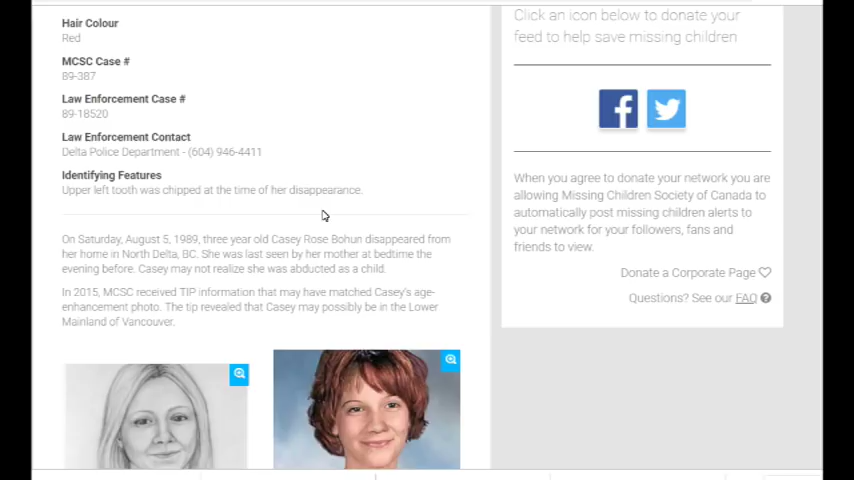 Hair Colour
Red
MCSC Case #
89-387
Law Enforcement Case #
89-18520
Law Enforcement Contact
Delta Police Department - (604) 946-4411
Identifying Features
Upper left tooth was chipped at the time of her disappearance.
On Saturday, August 5, 1989, three year old Casey Rose Bohun disappeared from
her home in North Delta, BC. She was last seen by her mother at bedtime the
evening before. Casey may not realize she was abducted as a child.
In 2015, MCSC received TIP information that may have matched Casey's age-
enhancement photo. The tip revealed that Casey may possibly be in the Lower
Mainland of Vancouver.
Click an icon below to donate your
feed to help save missing children
When you agree to donate your network you are
allowing Missing Children Society of Canada to
automatically post missing children alerts to
your network for your followers, fans and
friends to view.
Donate a Corporate Page
Questions? See our FAQ